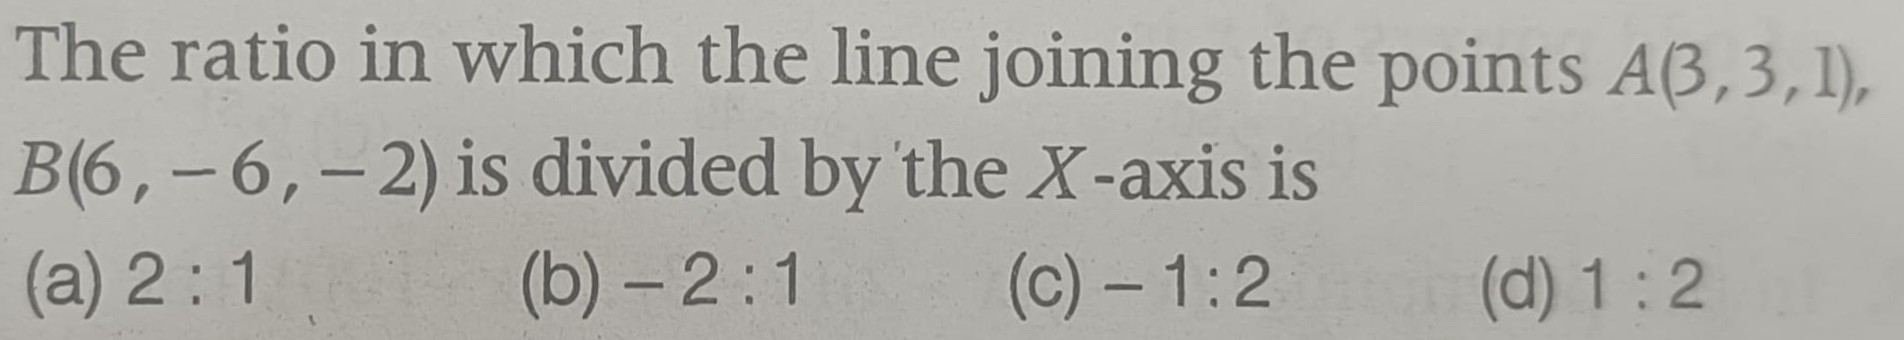 The ratio in which the line joining the points A(3, 3, 1),
B(6, – 6, – 2) is divided by the X-axis is
(a) 2 : 1 (b) – 2 : 1 (c) – 1 : 2 (d) 1 : 2